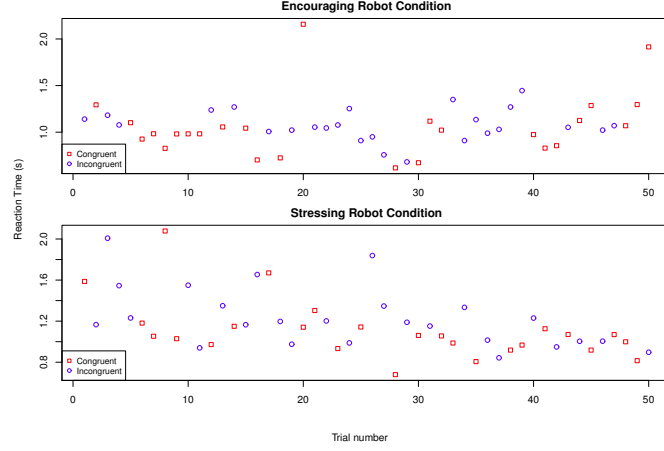 Encouraging Robot Condition
2.0
1.5
1.0
Congruent
Incongruent
0 10 20 30 40 50
Reaction Time (s)
Stressing Robot Condition
2.0
1.6
1.2
0.8
Congruent
Incongruent
0 10 20 30 40 50
Trial number